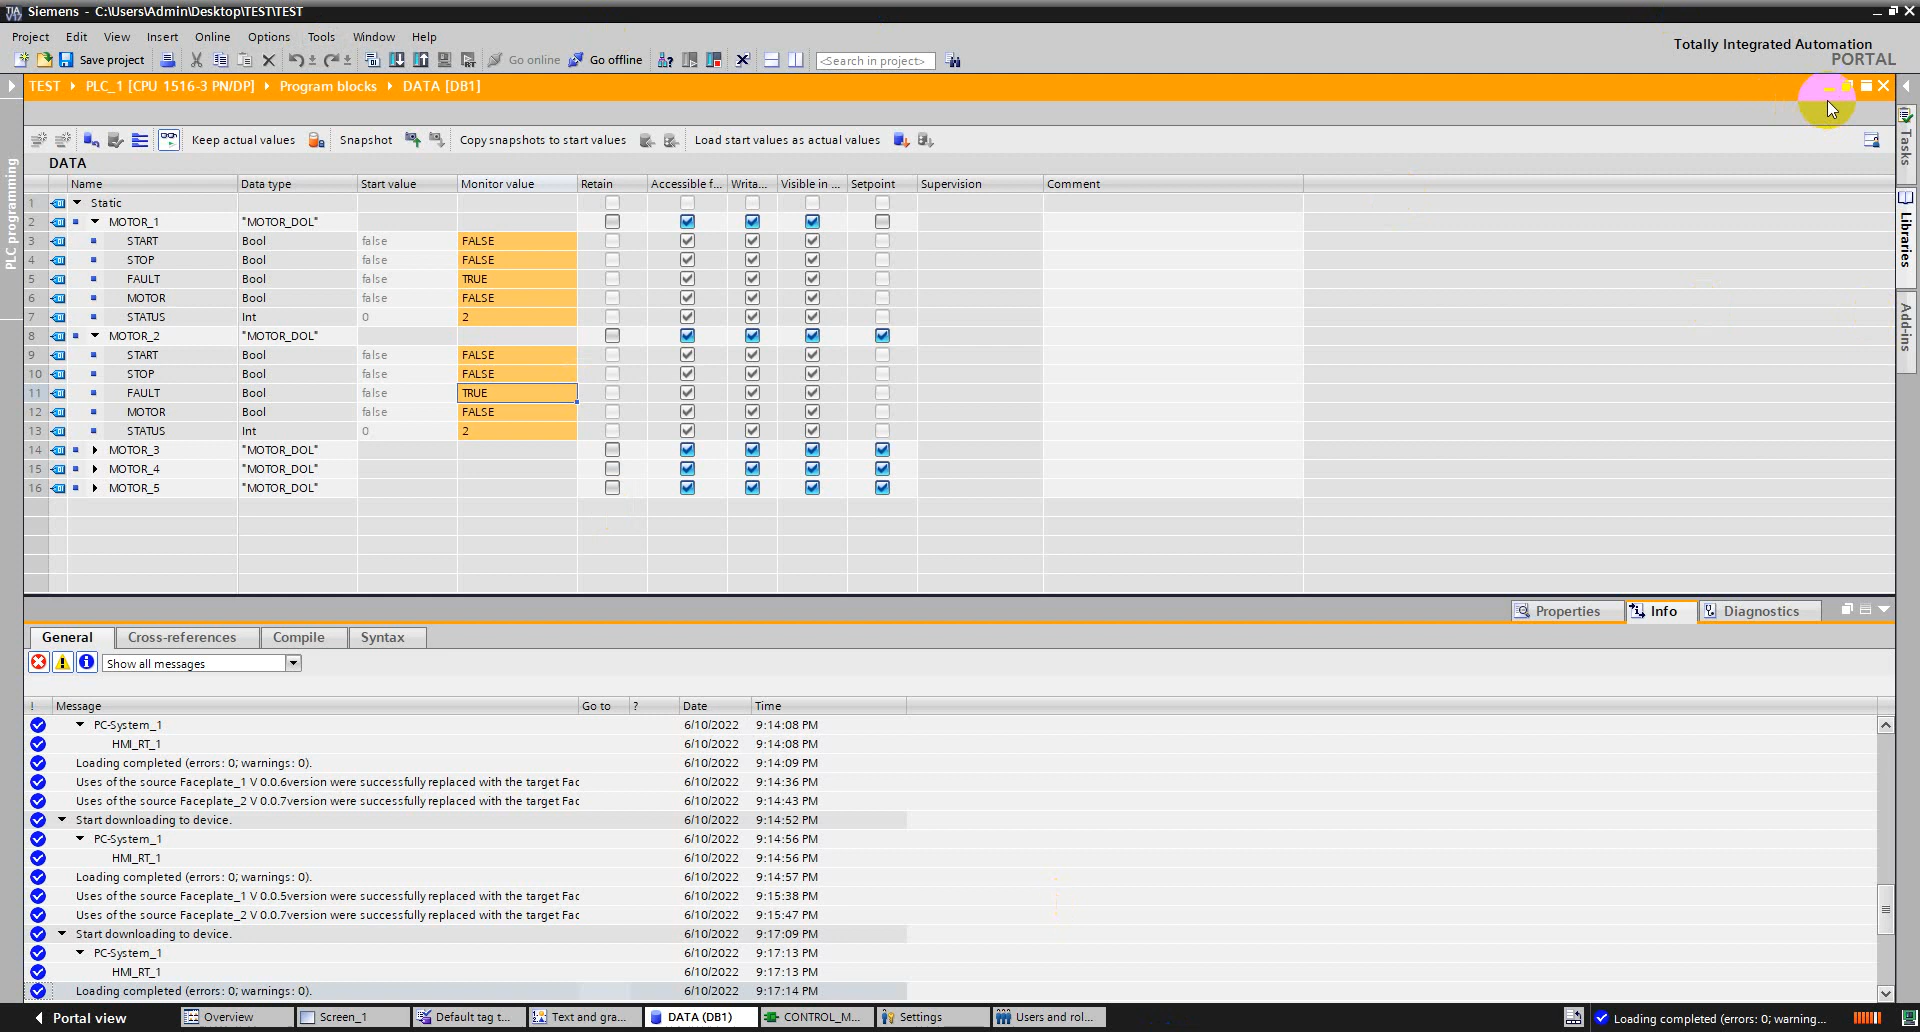 Siemens - C:\Users\Admin\Desktop\TEST\TEST
Project Edit View Insert Online Options Tools Window Help
Totally Integrated Automation
PORTAL
Save project Go online Go offline <Search in project>
TEST PLC_1 [CPU 1516-3 PN/DP] Program blocks DATA [DB1]
Keep actual values Snapshot Copy snapshots to start values Load start values as actual values
DATA
Name Data type Start value Monitor value Retain Accessible f... Writa... Visible in ... Setpoint Supervision Comment
1 Static
2 MOTOR_1 "MOTOR_DOL"
3 START Bool false FALSE
4 STOP Bool false FALSE
5 FAULT Bool false TRUE
6 MOTOR Bool false FALSE
7 STATUS Int 0 2
8 MOTOR_2 "MOTOR_DOL"
9 START Bool false FALSE
10 STOP Bool false FALSE
11 FAULT Bool false TRUE
12 MOTOR Bool false FALSE
13 STATUS Int 0 2
14 MOTOR_3 "MOTOR_DOL"
15 MOTOR_4 "MOTOR_DOL"
16 MOTOR_5 "MOTOR_DOL"
PLC programming
Tasks
Libraries
Add-ins
Properties Info Diagnostics
General Cross-references Compile Syntax
Show all messages
! Message Go to ? Date Time
PC-System_1 6/10/2022 9:14:08 PM
HMI_RT_1 6/10/2022 9:14:08 PM
Loading completed (errors: 0; warnings: 0). 6/10/2022 9:14:09 PM
Uses of the source Faceplate_1 V 0.0.6version were successfully replaced with the target Fac 6/10/2022 9:14:36 PM
Uses of the source Faceplate_2 V 0.0.7version were successfully replaced with the target Fac 6/10/2022 9:14:43 PM
Start downloading to device. 6/10/2022 9:14:52 PM
PC-System_1 6/10/2022 9:14:56 PM
HMI_RT_1 6/10/2022 9:14:56 PM
Loading completed (errors: 0; warnings: 0). 6/10/2022 9:14:57 PM
Uses of the source Faceplate_1 V 0.0.5version were successfully replaced with the target Fac 6/10/2022 9:15:38 PM
Uses of the source Faceplate_2 V 0.0.7version were successfully replaced with the target Fac 6/10/2022 9:15:47 PM
Start downloading to device. 6/10/2022 9:17:09 PM
PC-System_1 6/10/2022 9:17:13 PM
HMI_RT_1 6/10/2022 9:17:13 PM
Loading completed (errors: 0; warnings: 0). 6/10/2022 9:17:14 PM
Portal view Overview Screen_1 Default tag t... Text and gra... DATA (DB1) CONTROL_M... Settings Users and rol... Loading completed (errors: 0; warning...